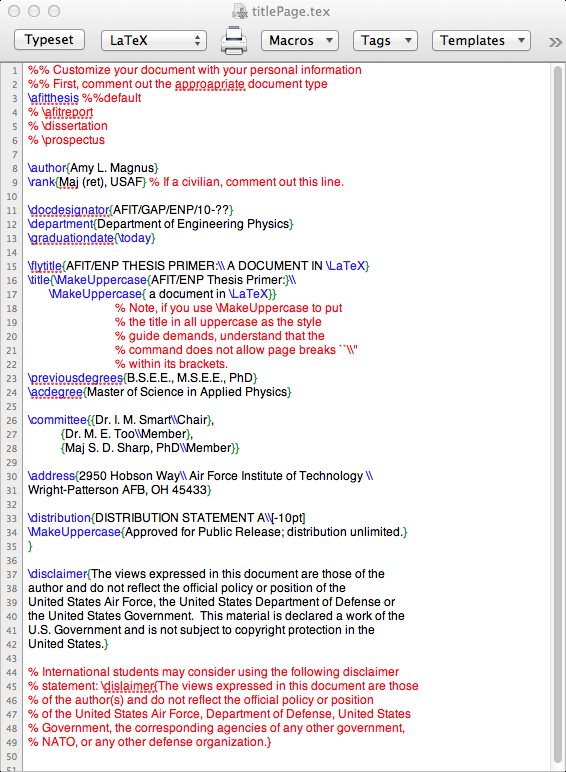 titlePage.tex
Typeset LaTeX Macros Tags Templates
1 %% Customize your document with your personal information
2 %% First, comment out the approapriate document type
3 \afitthesis %%default
4 % \afitreport
5 % \dissertation
6 % \prospectus
7
8 \author{Amy L. Magnus}
9 \rank{Maj (ret), USAF} % If a civilian, comment out this line.
10
11 \docdesignator{AFIT/GAP/ENP/10-??}
12 \department{Department of Engineering Physics}
13 \graduationdate{\today}
14
15 \flytitle{AFIT/ENP THESIS PRIMER:\\ A DOCUMENT IN \LaTeX}
16 \title{\MakeUppercase{AFIT/ENP Thesis Primer:}\\
17 \MakeUppercase{ a document in \LaTeX}}
18 % Note, if you use \MakeUppercase to put
19 % the title in all uppercase as the style
20 % guide demands, understand that the
21 % command does not allow page breaks ``\\"
22 % within its brackets.
23 \previousdegrees{B.S.E.E., M.S.E.E., PhD}
24 \acdegree{Master of Science in Applied Physics}
25
26 \committee{{Dr. I. M. Smart\\Chair},
27 {Dr. M. E. Too\\Member},
28 {Maj S. D. Sharp, PhD\\Member}}
29
30 \address{2950 Hobson Way\\ Air Force Institute of Technology \\
31 Wright-Patterson AFB, OH 45433}
32
33 \distribution{DISTRIBUTION STATEMENT A\\[-10pt]
34 \MakeUppercase{Approved for Public Release; distribution unlimited.}
35 }
36
37 \disclaimer{The views expressed in this document are those of the
38 author and do not reflect the official policy or position of the
39 United States Air Force, the United States Department of Defense or
40 the United States Government.  This material is declared a work of the
41 U.S. Government and is not subject to copyright protection in the
42 United States.}
43
44 % International students may consider using the following disclaimer
45 % statement: \dislaimer{The views expressed in this document are those
46 % of the author(s) and do not reflect the official policy or position
47 % of the United States Air Force, Department of Defense, United States
48 % Government, the corresponding agencies of any other government,
49 % NATO, or any other defense organization.}
50
51